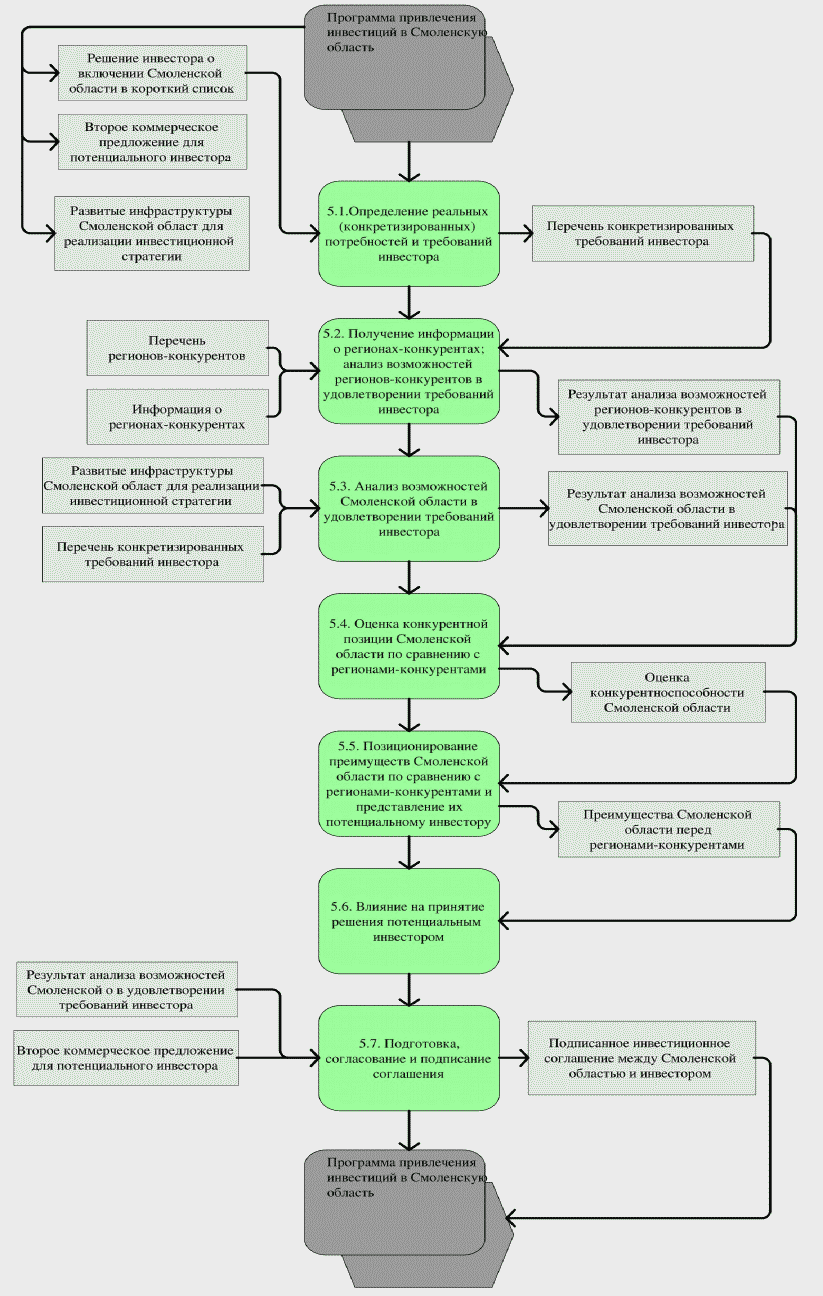 Программа привлечения
инвестиций в Смоленскую
область
Решение инвестора о
включении Смоленской
области в короткий список
Второе коммерческое
предложение для
потенциального инвестора
Развитые инфраструктуры
Смоленской област для
реализации инвестиционной
стратегии
5.1.Определение реальных
(конкретизированных)
потребностей и требований
инвестора
Перечень конкретизированных
требований инвестора
Перечень
регионов-конкурентов
Информация о
регионах-конкурентах
5.2. Получение информации
о регионах-конкурентах;
анализ возможностей
регионов-конкурентов в
удовлетворении требований
инвестора
Результат анализа возможностей
регионов-конкурентов в
удовлетворении требований
инвестора
Развитые инфраструктуры
Смоленской област для реализации
инвестиционной стратегии
Перечень конкретизированных
требований инвестора
5.3. Анализ возможностей
Смоленской области в
удовлетворении требований
инвестора
Результат анализа возможностей
Смоленской области в
удовлетворении требований инвестора
5.4. Оценка конкурентной
позиции Смоленской
области по сравнению с
регионами-конкурентами
Оценка
конкурентноспособности
Смоленской области
5.5. Позиционирование
преимуществ Смоленской
области по сравнению с
регионами-конкурентами и
представление их
потенциальному инвестору
Преимущества Смоленской
области перед
регионами-конкурентами
5.6. Влияние на принятие
решения потенциальным
инвестором
Результат анализа возможностей
Смоленской о в удовлетворении
требований инвестора
Второе коммерческое предложение
для потенциального инвестора
5.7. Подготовка,
согласование и подписание
соглашения
Подписанное инвестиционное
соглашение между Смоленской
областью и инвестором
Программа привлечения
инвестиций в Смоленскую
область